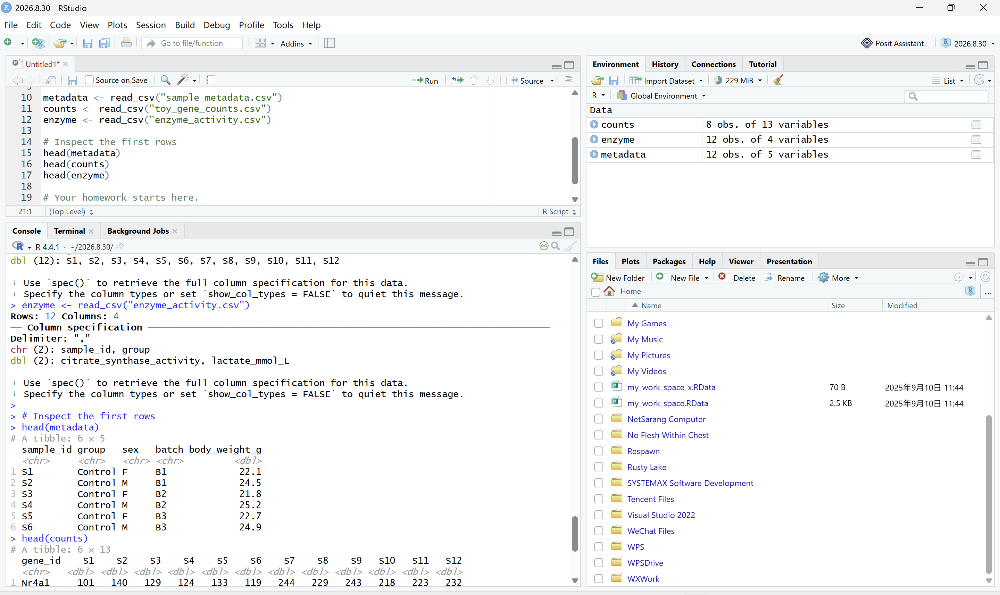 2026.8.30 - RStudio
File Edit Code View Plots Session Build Debug Profile Tools Help
Go to file/function Addins Posit Assistant 2026.8.30
Untitled1*
Source on Save Run Source
10 metadata <- read_csv("sample_metadata.csv")
11 counts <- read_csv("toy_gene_counts.csv")
12 enzyme <- read_csv("enzyme_activity.csv")
13
14 # Inspect the first rows
15 head(metadata)
16 head(counts)
17 head(enzyme)
18
19 # Your homework starts here.
21:1 (Top Level) R Script
Console Terminal Background Jobs
R 4.4.1 · ~/2026.8.30/
dbl (12): S1, S2, S3, S4, S5, S6, S7, S8, S9, S10, S11, S12
i Use `spec()` to retrieve the full column specification for this data.
i Specify the column types or set `show_col_types = FALSE` to quiet this message.
> enzyme <- read_csv("enzyme_activity.csv")
Rows: 12 Columns: 4
── Column specification ──
Delimiter: ","
chr (2): sample_id, group
dbl (2): citrate_synthase_activity, lactate_mmol_L
i Use `spec()` to retrieve the full column specification for this data.
i Specify the column types or set `show_col_types = FALSE` to quiet this message.
>
> # Inspect the first rows
> head(metadata)
# A tibble: 6 × 5
sample_id group sex batch body_weight_g
<chr> <chr> <chr> <chr> <dbl>
1 S1 Control F B1 22.1
2 S2 Control M B1 24.5
3 S3 Control F B2 21.8
4 S4 Control M B2 25.2
5 S5 Control F B3 22.7
6 S6 Control M B3 24.9
> head(counts)
# A tibble: 6 × 13
gene_id S1 S2 S3 S4 S5 S6 S7 S8 S9 S10 S11 S12
<chr> <dbl> <dbl> <dbl> <dbl> <dbl> <dbl> <dbl> <dbl> <dbl> <dbl> <dbl> <dbl>
1 Nr4a1 101 140 129 124 133 119 244 229 243 218 223 232
Environment History Connections Tutorial
Import Dataset 229 MiB List
R Global Environment
Data
counts 8 obs. of 13 variables
enzyme 12 obs. of 4 variables
metadata 12 obs. of 5 variables
Files Plots Packages Help Viewer Presentation
New Folder New File Delete Rename More
Home ...
Name Size Modified
My Games
My Music
My Pictures
My Videos
my_work_space_x.RData 70 B 2025年9月10日 11:44
my_work_space.RData 2.5 KB 2025年9月10日 11:44
NetSarang Computer
No Flesh Within Chest
Respawn
Rusty Lake
SYSTEMAX Software Development
Tencent Files
Visual Studio 2022
WeChat Files
WPS
WPSDrive
WXWork